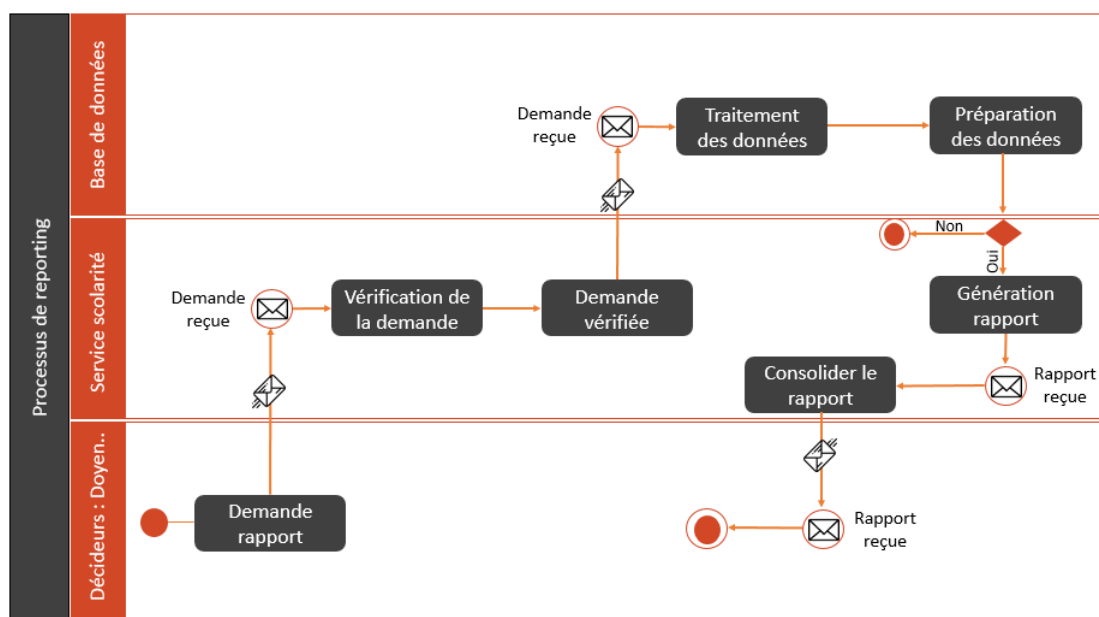 Processus de reporting
Base de données
Demande
reçue
Traitement
des données
Préparation
des données
Service scolarité
Non
Oui
Demande
reçue
Vérification de
la demande
Demande
vérifiée
Génération
rapport
Consolider le
rapport
Rapport
reçue
Décideurs : Doyen..
Demande
rapport
Rapport
reçue